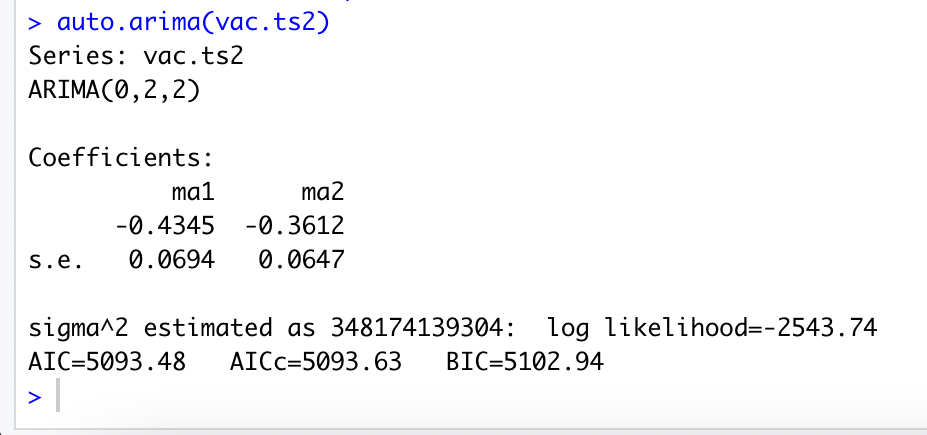 > auto.arima(vac.ts2)
Series: vac.ts2
ARIMA(0,2,2)
Coefficients:
          ma1      ma2
      -0.4345  -0.3612
s.e.   0.0694   0.0647
sigma^2 estimated as 348174139304:  log likelihood=-2543.74
AIC=5093.48   AICc=5093.63   BIC=5102.94
>